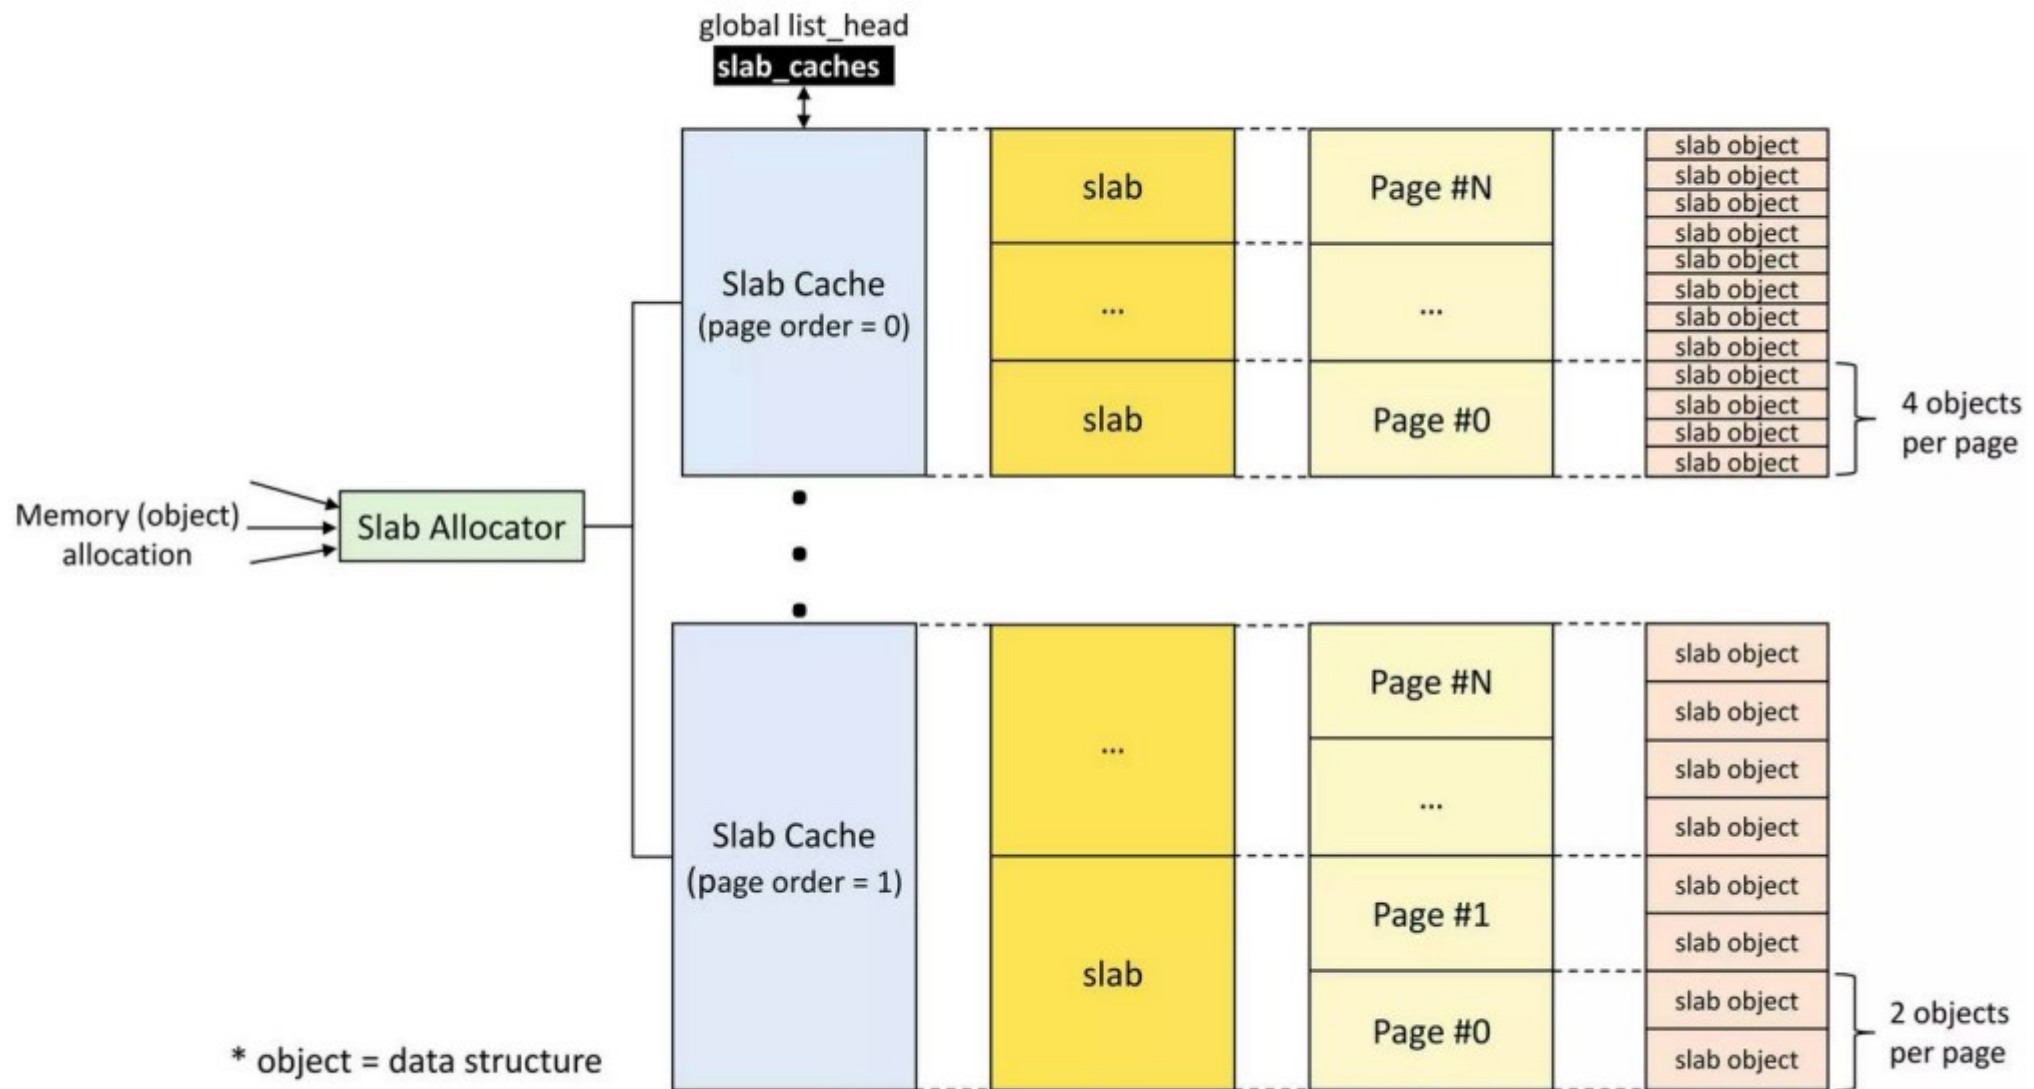 global list_head
slab_caches
Slab Cache
(page order = 0)
slab
...
slab
Page #N
...
Page #0
slab object
slab object
slab object
slab object
slab object
slab object
slab object
slab object
slab object
slab object
slab object
slab object
4 objects
per page
Memory (object)
allocation
Slab Allocator
Slab Cache
(page order = 1)
...
slab
Page #N
...
Page #1
Page #0
slab object
slab object
slab object
slab object
slab object
slab object
slab object
slab object
2 objects
per page
* object = data structure